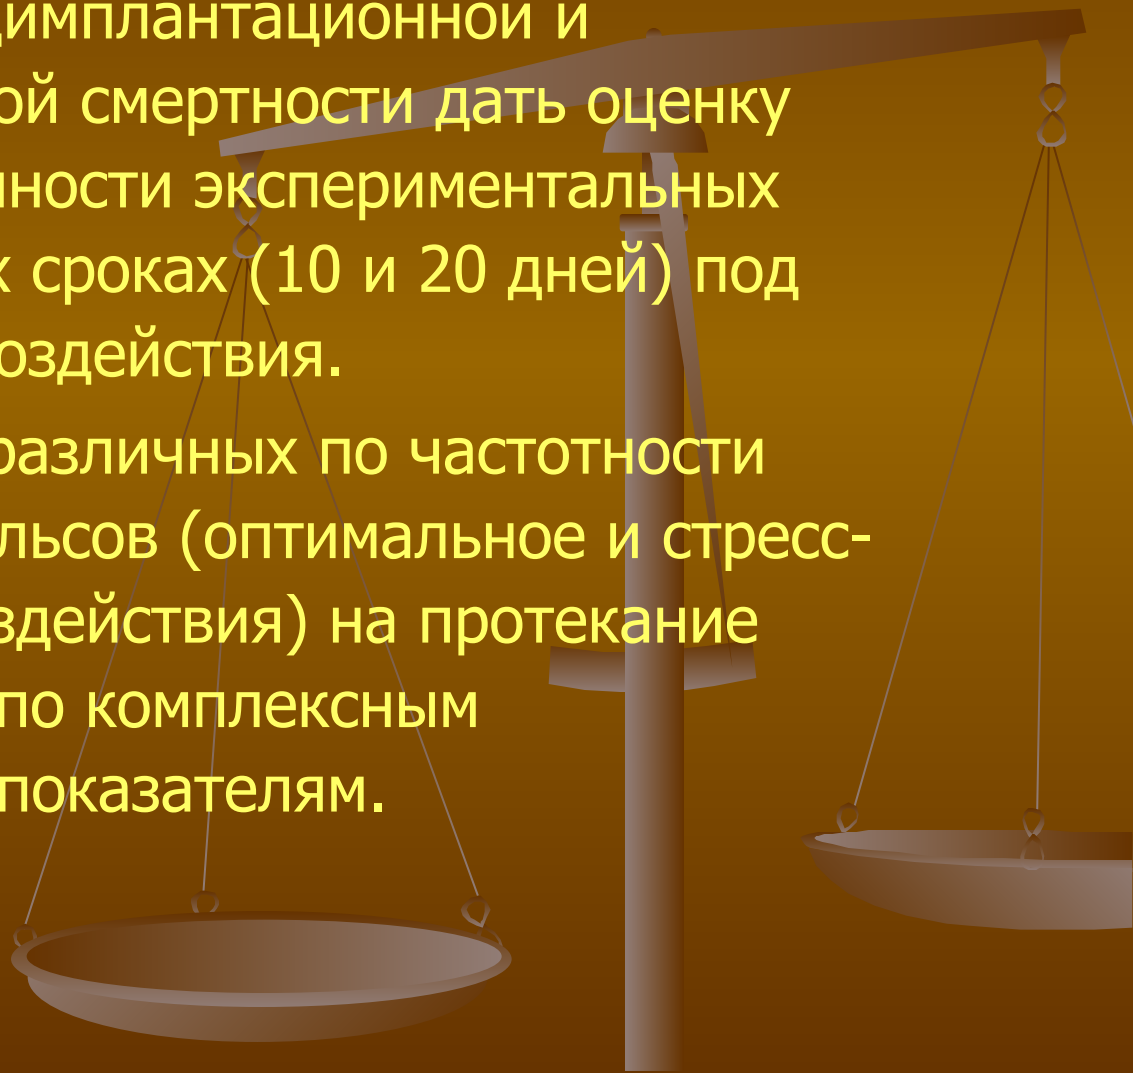 димплантационной и
ой смертности дать оценку
нности экспериментальных
х сроках (10 и 20 дней) под
оздействия.
различных по частотности
льсов (оптимальное и стресс-
здействия) на протекание
по комплексным
показателям.